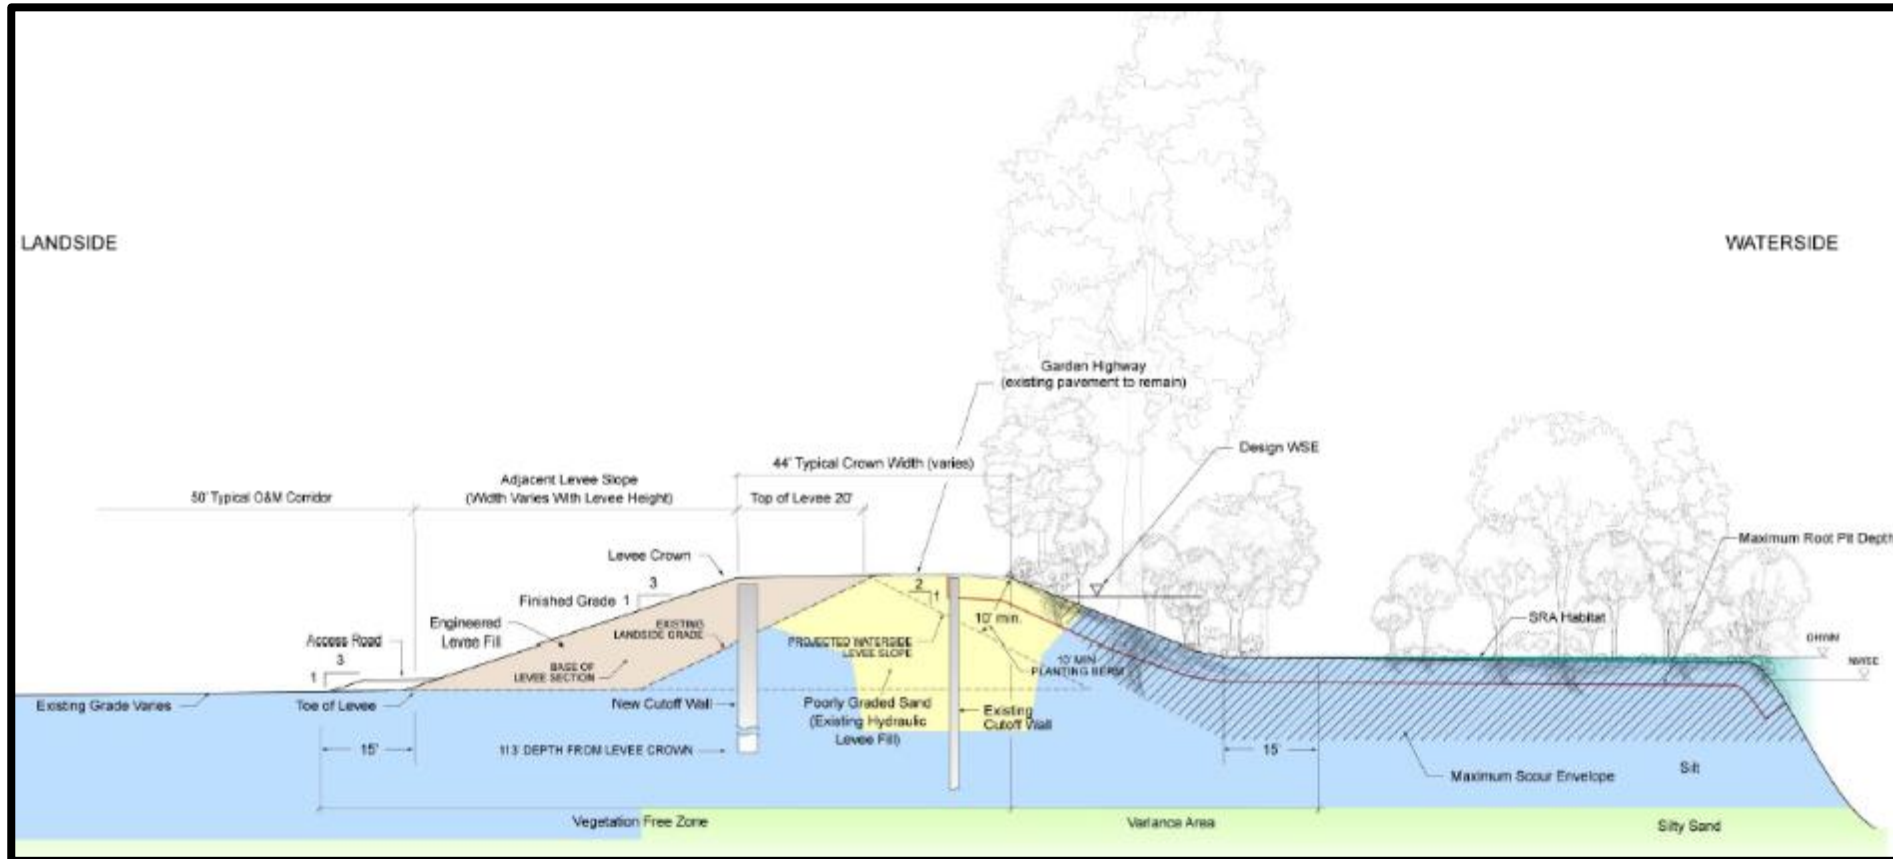 LANDSIDE
WATERSIDE
Garden Highway
(existing pavement to remain)
Design WSE
44' Typical Crown Width (varies)
Adjacent Levee Slope
(Width Varies With Levee Height)
50' Typical O&M Corridor
Top of Levee 20'
Maximum Root Pit Depth
Levee Crown
3
1
Finished Grade
2
1
Engineered
Levee Fill
EXISTING
LANDSIDE GRADE
10' min.
SRA Habitat
Access Road
3
1
PROJECTED WATERSIDE
LEVEE SLOPE
OHWM
BASE OF
LEVEE SECTION
10' MIN
PLANTING BERM
NWSE
Existing Grade Varies
Toe of Levee
New Cutoff Wall
Poorly Graded Sand
(Existing Hydraulic
Levee Fill)
Existing
Cutoff Wall
15'
113' DEPTH FROM LEVEE CROWN
15'
Maximum Scour Envelope
Silt
Vegetation Free Zone
Variance Area
Silty Sand